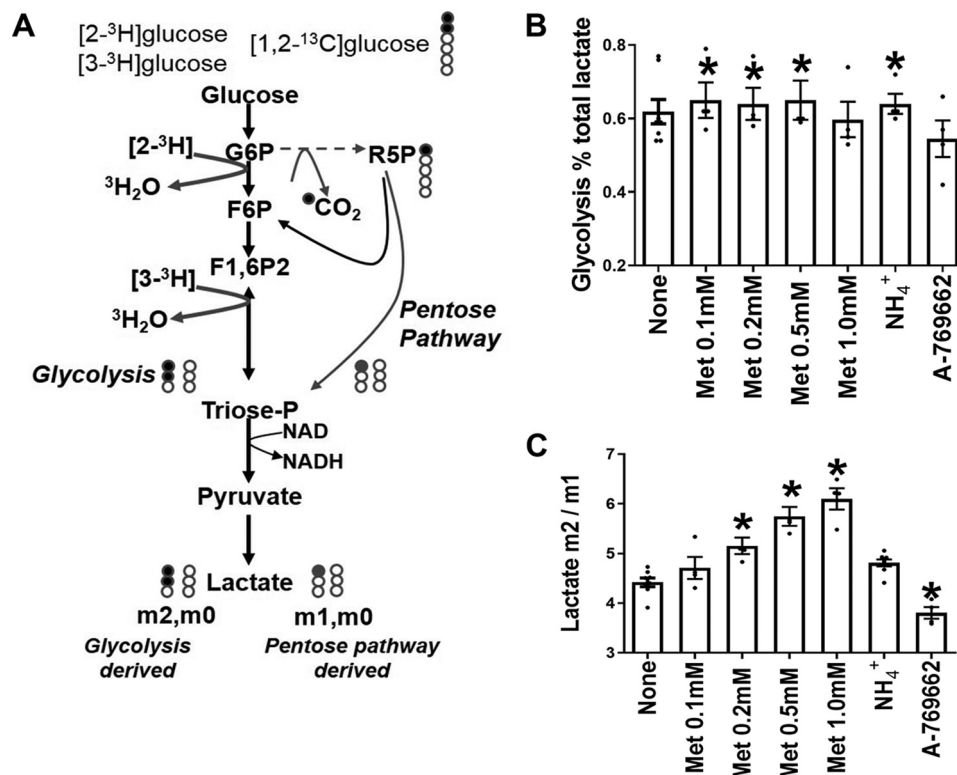 A
[2-³H]glucose
[3-³H]glucose
[1,2-¹³C]glucose
Glucose
[2-³H]
G6P
R5P
³H₂O
CO₂
F6P
F1,6P2
[3-³H]
³H₂O
Pentose
Pathway
Glycolysis
Triose-P
NAD
NADH
Pyruvate
Lactate
m2,m0
m1,m0
Glycolysis
derived
Pentose pathway
derived
B
Glycolysis % total lactate
0.8
0.6
0.4
0.2
* * * *
None
Met 0.1mM
Met 0.2mM
Met 0.5mM
Met 1.0mM
NH₄⁺
A-769662
C
Lactate m2 / m1
7
6
5
4
3
* * * *
None
Met 0.1mM
Met 0.2mM
Met 0.5mM
Met 1.0mM
NH₄⁺
A-769662